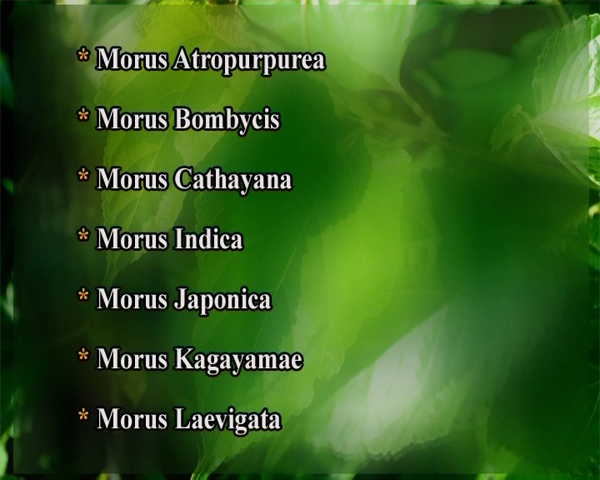 * Morus Atropurpurea
* Morus Bombycis
* Morus Cathayana
* Morus Indica
* Morus Japonica
* Morus Kagayamae
* Morus Laevigata